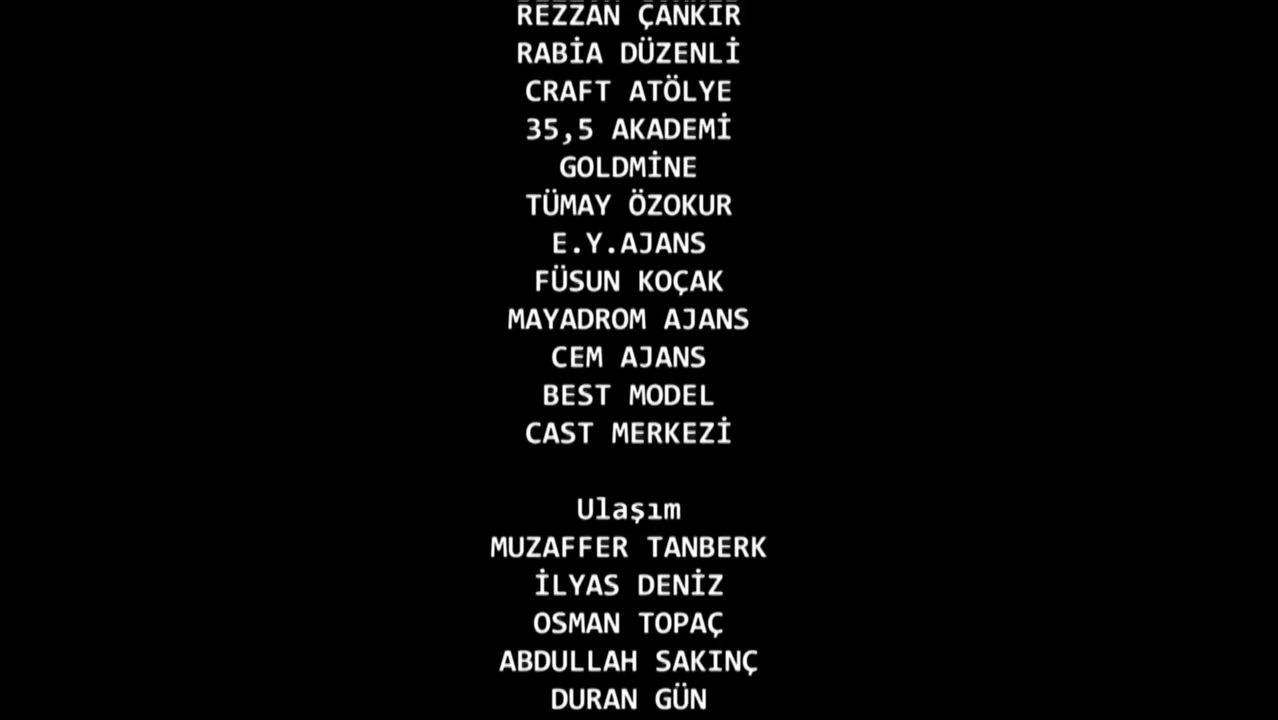 REZZAN ÇANKIR
RABİA DÜZENLİ
CRAFT ATÖLYE
35,5 AKADEMİ
GOLDMİNE
TÜMAY ÖZOKUR
E.Y.AJANS
FÜSUN KOÇAK
MAYADROM AJANS
CEM AJANS
BEST MODEL
CAST MERKEZİ
Ulaşım
MUZAFFER TANBERK
İLYAS DENİZ
OSMAN TOPAÇ
ABDULLAH SAKINÇ
DURAN GÜN